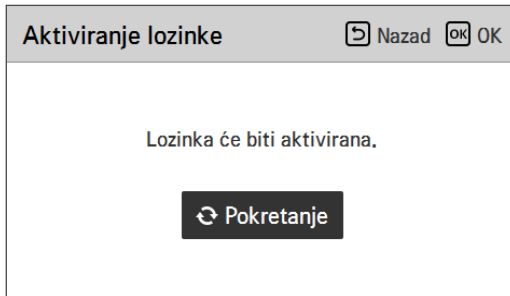 Aktiviranje lozinke Nazad OK OK
Lozinka će biti aktivirana.
Pokretanje